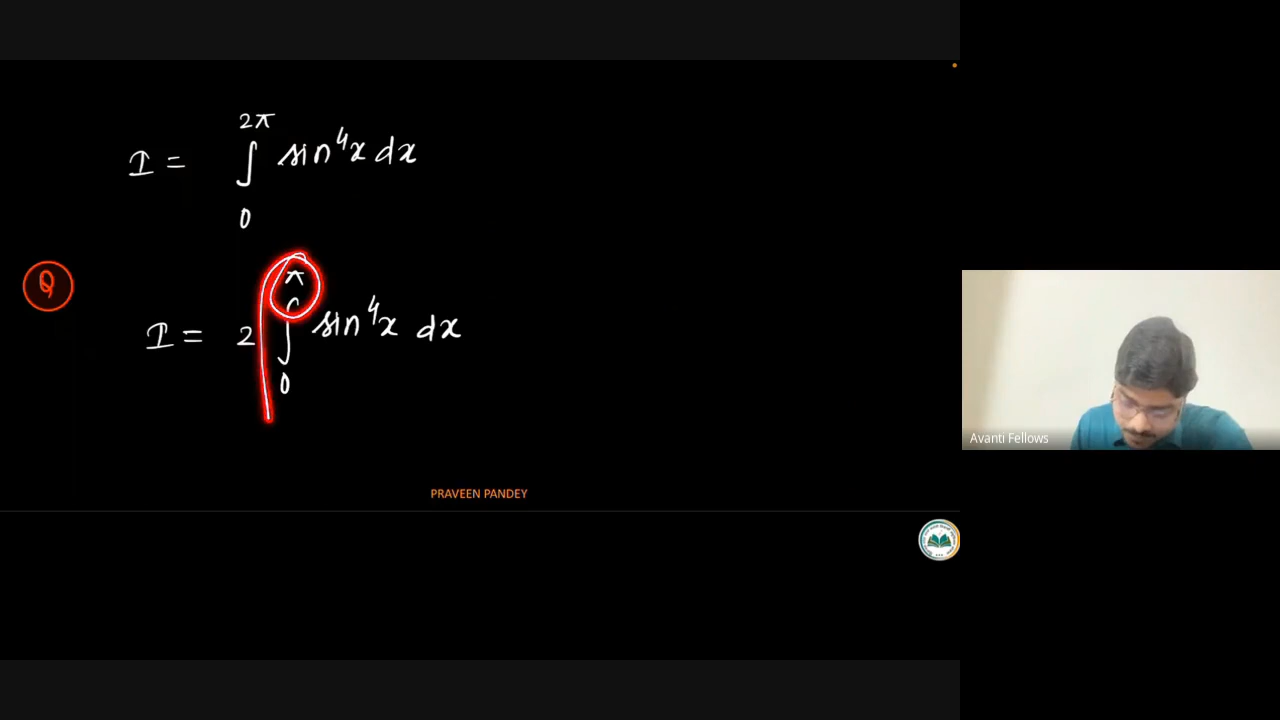 2π
I = ∫ sin⁴x dx
0
Q
π
I = 2 ∫ sin⁴x dx
0
PRAVEEN PANDEY
Avanti Fellows